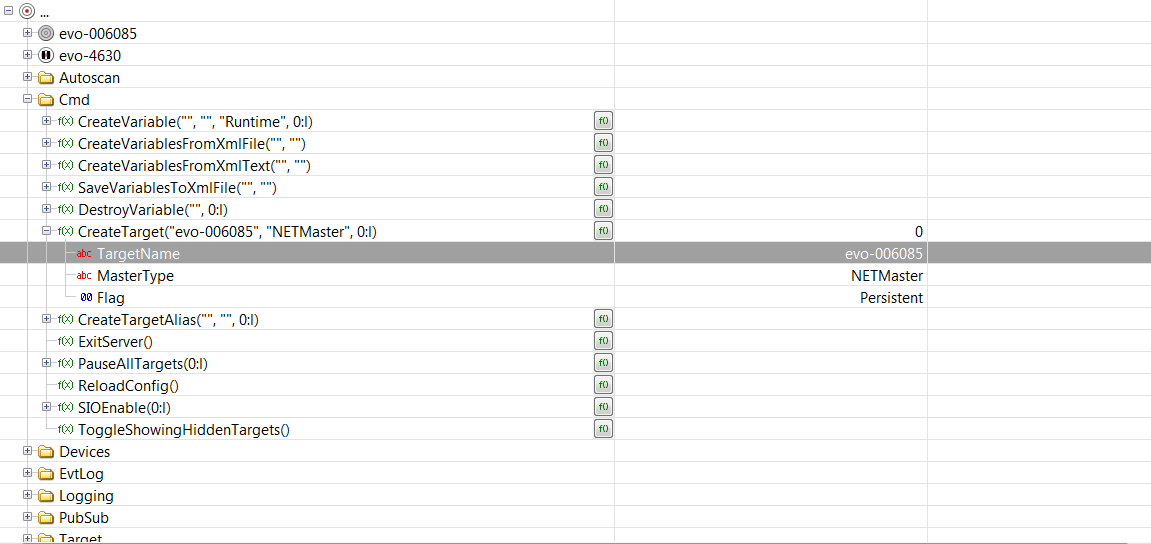 ...
evo-006085
evo-4630
Autoscan
Cmd
f(x) CreateVariable("", "", "Runtime", 0:l) f()
f(x) CreateVariablesFromXmlFile("", "") f()
f(x) CreateVariablesFromXmlText("", "") f()
f(x) SaveVariablesToXmlFile("", "") f()
f(x) DestroyVariable("", 0:l) f()
f(x) CreateTarget("evo-006085", "NETMaster", 0:l) f() 0
abc TargetName evo-006085
abc MasterType NETMaster
00 Flag Persistent
f(x) CreateTargetAlias("", "", 0:l) f()
f(x) ExitServer() f()
f(x) PauseAllTargets(0:l) f()
f(x) ReloadConfig() f()
f(x) SIOEnable(0:l) f()
f(x) ToggleShowingHiddenTargets() f()
Devices
EvtLog
Logging
PubSub
Target